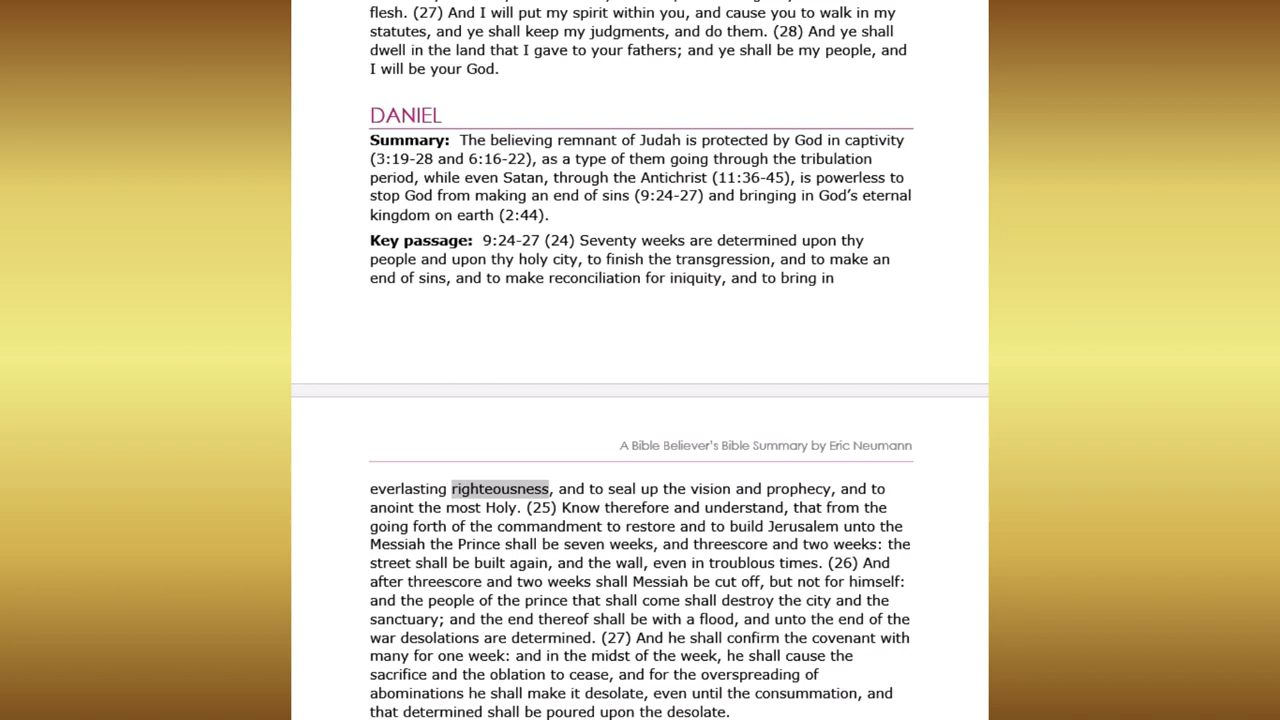 flesh. (27) And I will put my spirit within you, and cause you to walk in my
statutes, and ye shall keep my judgments, and do them. (28) And ye shall
dwell in the land that I gave to your fathers; and ye shall be my people, and
I will be your God.
DANIEL
Summary: The believing remnant of Judah is protected by God in captivity
(3:19-28 and 6:16-22), as a type of them going through the tribulation
period, while even Satan, through the Antichrist (11:36-45), is powerless to
stop God from making an end of sins (9:24-27) and bringing in God's eternal
kingdom on earth (2:44).
Key passage: 9:24-27 (24) Seventy weeks are determined upon thy
people and upon thy holy city, to finish the transgression, and to make an
end of sins, and to make reconciliation for iniquity, and to bring in
A Bible Believer's Bible Summary by Eric Neumann
everlasting righteousness, and to seal up the vision and prophecy, and to
anoint the most Holy. (25) Know therefore and understand, that from the
going forth of the commandment to restore and to build Jerusalem unto the
Messiah the Prince shall be seven weeks, and threescore and two weeks: the
street shall be built again, and the wall, even in troublous times. (26) And
after threescore and two weeks shall Messiah be cut off, but not for himself:
and the people of the prince that shall come shall destroy the city and the
sanctuary; and the end thereof shall be with a flood, and unto the end of the
war desolations are determined. (27) And he shall confirm the covenant with
many for one week: and in the midst of the week, he shall cause the
sacrifice and the oblation to cease, and for the overspreading of
abominations he shall make it desolate, even until the consummation, and
that determined shall be poured upon the desolate.